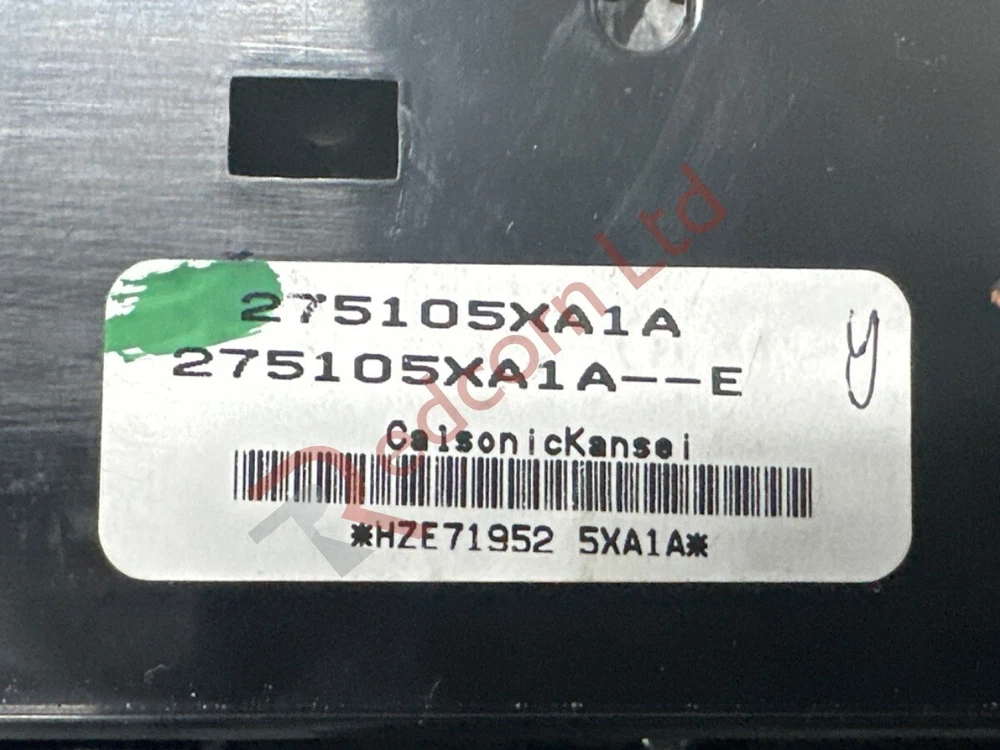 275105XA1A
275105XA1A--E
y
CalsonicKansei
*HZE71952 5XA1A*
Redcom Ltd